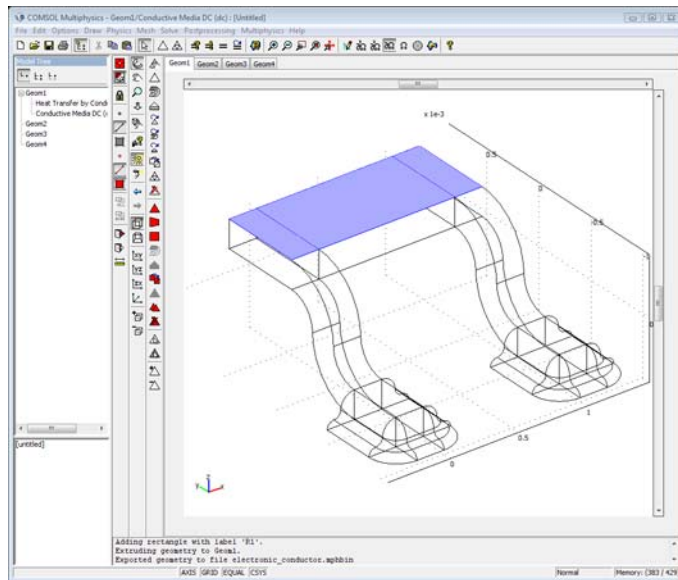 COMSOL Multiphysics - Geom1/Conductive Media DC (dc) : [Untitled]
File Edit Options Draw Physics Mesh Solve Postprocessing Multiphysics Help
Model Tree
Geom1
Heat Transfer by Cond
Conductive Media DC (
Geom2
Geom3
Geom4
[untitled]
Geom1 Geom2 Geom3 Geom4
x 1e-3
0.5
0
-0.5
-1
0
1
0.5
0
z
y
x
Adding rectangle with label 'R1'.
Extruding geometry to Geom1.
Exported geometry to file electronic_conductor.mphbin
AXIS GRID EQUAL CSYS
Normal
Memory: (383 / 429